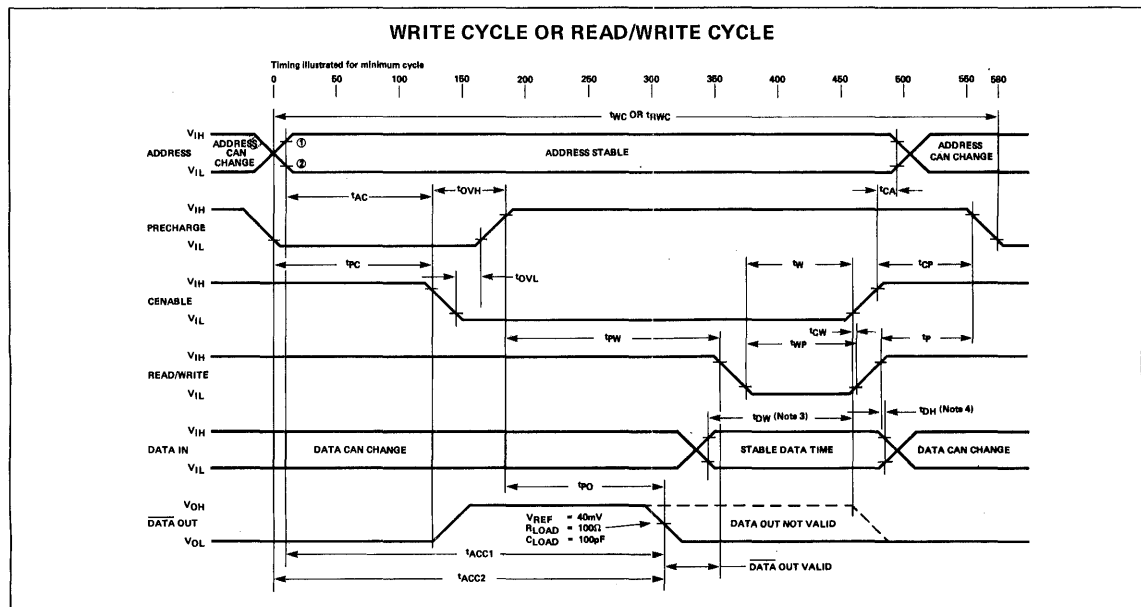 WRITE CYCLE OR READ/WRITE CYCLE
Timing illustrated for minimum cycle
0 50 100 150 200 250 300 350 400 450 500 550 580
tWC OR tRWC
VIH
ADDRESS
VIL
ADDRESS
CAN
CHANGE
①
②
ADDRESS STABLE
ADDRESS
CAN CHANGE
tAC
tOVH
tCA
VIH
PRECHARGE
VIL
tPC
tOVL
tW
tCP
VIH
CENABLE
VIL
tCW
tPW
tWP
tP
VIH
READ/WRITE
VIL
tDW (Note 3)
tDH (Note 4)
VIH
DATA IN
VIL
DATA CAN CHANGE
STABLE DATA TIME
DATA CAN CHANGE
tPO
VOH
DATA OUT
VOL
VREF = 40mV
RLOAD = 100Ω
CLOAD = 100pF
DATA OUT NOT VALID
tACC1
tACC2
DATA OUT VALID